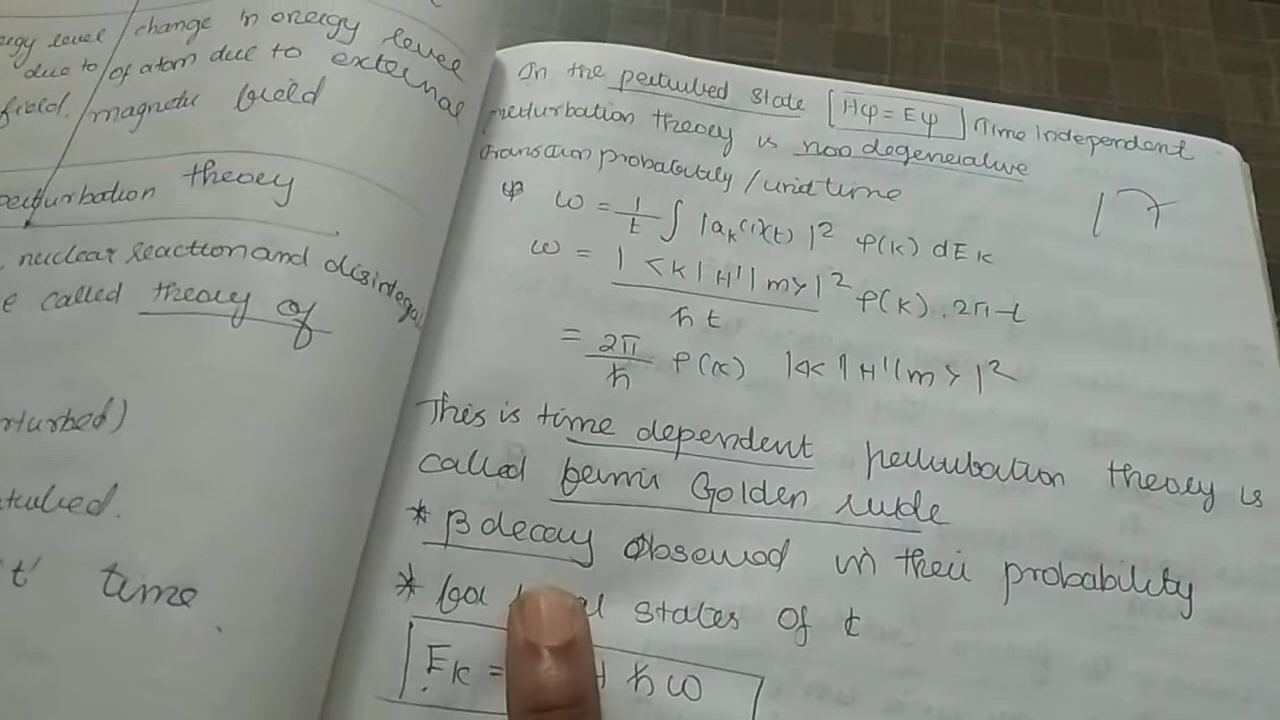 energy level / change in energy level
due to / of atom due to external
field. / magnetic field
perturbation theory
nuclear reaction and disintegra
e called theory of
rturbed)
turbed.
't' time
In the perturbed state [Hφ = Eφ] Time independent
perturbation theory is non degenerative
transition probability / unit time
ω = 1/t ∫ |aₖ⁽¹⁾(t)|² ρ(k) dEₖ
ω = |<k|H'|m>|² ρ(k) . 2π t / ħ t
= 2π/ħ ρ(k) |<k|H'|m>|²
This is time dependent perturbation theory is
called fermi Golden rule
* β decay observed in their probability
* for states of t
Eₖ = ħω